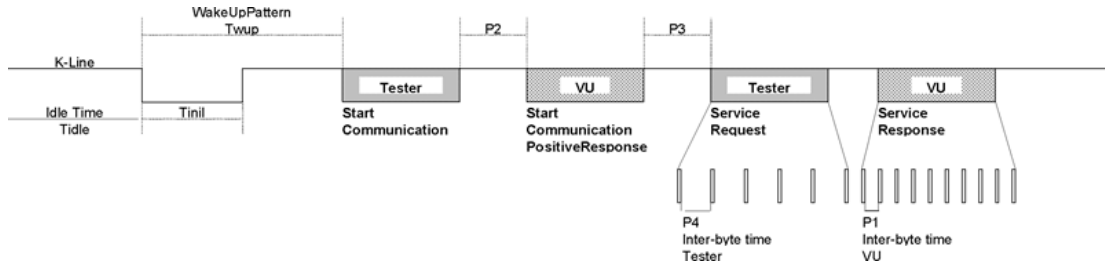 WakeUpPattern
Twup
P2
P3
K-Line
Tester
VU
Tester
VU
Idle Time
Tidle
Tinil
Start
Communication
Start
Communication
PositiveResponse
Service
Request
Service
Response
P4
Inter-byte time
Tester
P1
Inter-byte time
VU